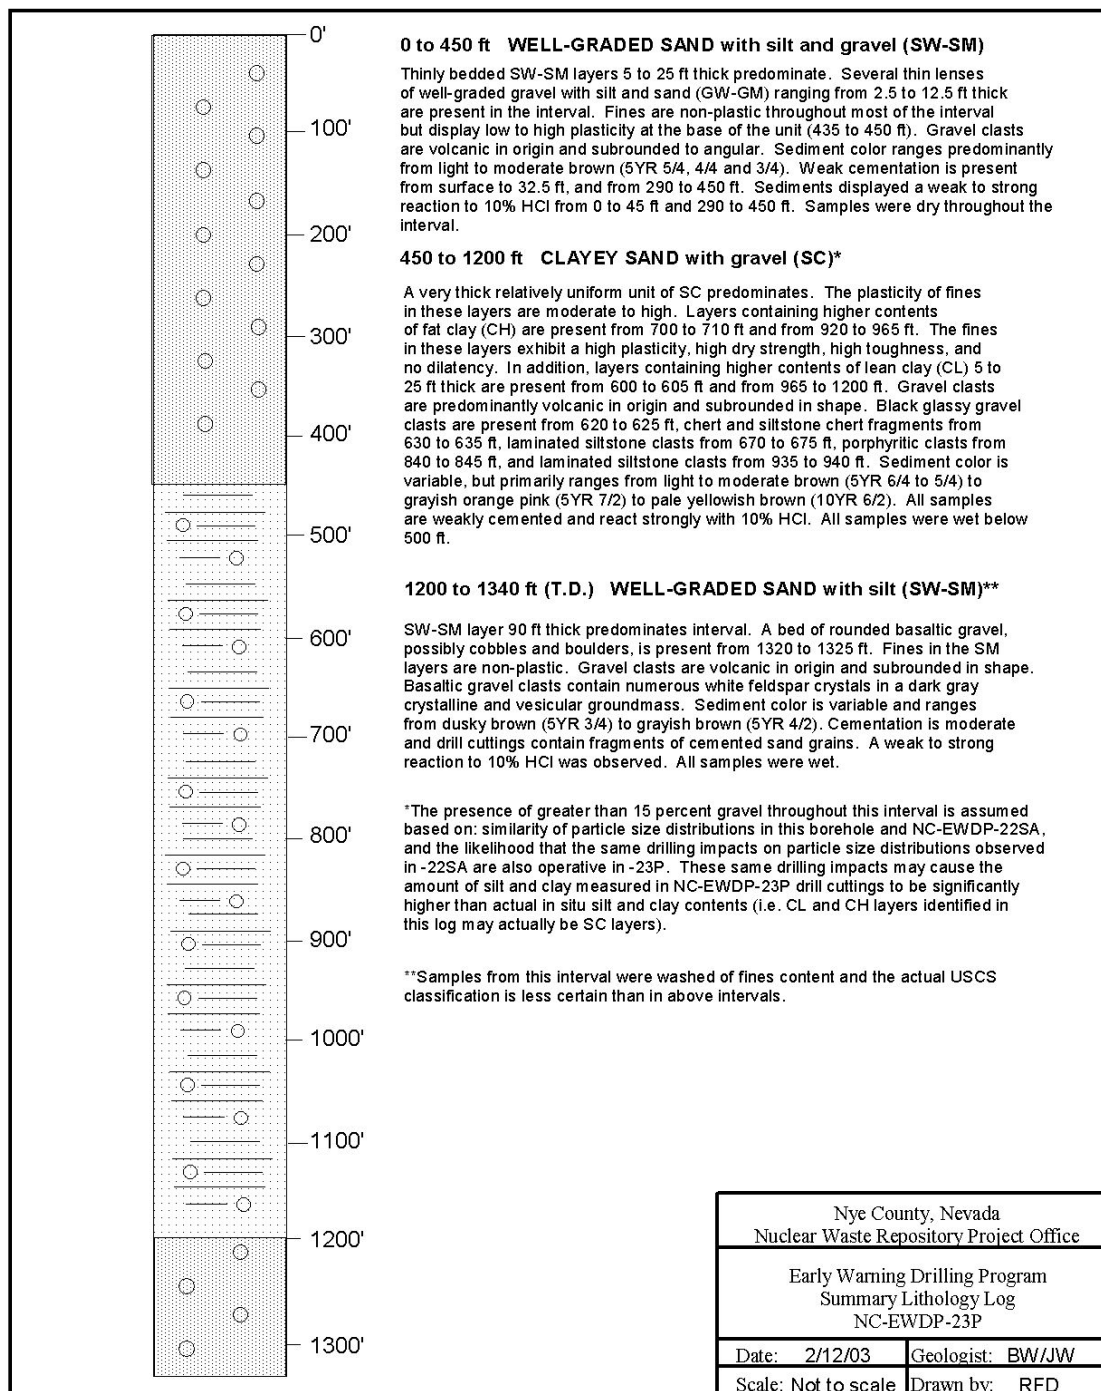 0'
100'
200'
300'
400'
500'
600'
700'
800'
900'
1000'
1100'
1200'
1300'
0 to 450 ft WELL-GRADED SAND with silt and gravel (SW-SM)
Thinly bedded SW-SM layers 5 to 25 ft thick predominate. Several thin lenses
of well-graded gravel with silt and sand (GW-GM) ranging from 2.5 to 12.5 ft thick
are present in the interval. Fines are non-plastic throughout most of the interval
but display low to high plasticity at the base of the unit (435 to 450 ft). Gravel clasts
are volcanic in origin and subrounded to angular. Sediment color ranges predominantly
from light to moderate brown (5YR 5/4, 4/4 and 3/4). Weak cementation is present
from surface to 32.5 ft, and from 290 to 450 ft. Sediments displayed a weak to strong
reaction to 10% HCl from 0 to 45 ft and 290 to 450 ft. Samples were dry throughout the
interval.
450 to 1200 ft CLAYEY SAND with gravel (SC)*
A very thick relatively uniform unit of SC predominates. The plasticity of fines
in these layers are moderate to high. Layers containing higher contents
of fat clay (CH) are present from 700 to 710 ft and from 920 to 965 ft. The fines
in these layers exhibit a high plasticity, high dry strength, high toughness, and
no dilatency. In addition, layers containing higher contents of lean clay (CL) 5 to
25 ft thick are present from 600 to 605 ft and from 965 to 1200 ft. Gravel clasts
are predominantly volcanic in origin and subrounded in shape. Black glassy gravel
clasts are present from 620 to 625 ft, chert and siltstone chert fragments from
630 to 635 ft, laminated siltstone clasts from 670 to 675 ft, porphyritic clasts from
840 to 845 ft, and laminated siltstone clasts from 935 to 940 ft. Sediment color is
variable, but primarily ranges from light to moderate brown (5YR 6/4 to 5/4) to
grayish orange pink (5YR 7/2) to pale yellowish brown (10YR 6/2). All samples
are weakly cemented and react strongly with 10% HCl. All samples were wet below
500 ft.
1200 to 1340 ft (T.D.) WELL-GRADED SAND with silt (SW-SM)**
SW-SM layer 90 ft thick predominates interval. A bed of rounded basaltic gravel,
possibly cobbles and boulders, is present from 1320 to 1325 ft. Fines in the SM
layers are non-plastic. Gravel clasts are volcanic in origin and subrounded in shape.
Basaltic gravel clasts contain numerous white feldspar crystals in a dark gray
crystalline and vesicular groundmass. Sediment color is variable and ranges
from dusky brown (5YR 3/4) to grayish brown (5YR 4/2). Cementation is moderate
and drill cuttings contain fragments of cemented sand grains. A weak to strong
reaction to 10% HCl was observed. All samples were wet.
*The presence of greater than 15 percent gravel throughout this interval is assumed
based on: similarity of particle size distributions in this borehole and NC-EWDP-22SA,
and the likelihood that the same drilling impacts on particle size distributions observed
in -22SA are also operative in -23P. These same drilling impacts may cause the
amount of silt and clay measured in NC-EWDP-23P drill cuttings to be significantly
higher than actual in situ silt and clay contents (i.e. CL and CH layers identified in
this log may actually be SC layers).
**Samples from this interval were washed of fines content and the actual USCS
classification is less certain than in above intervals.
Nye County, Nevada
Nuclear Waste Repository Project Office
Early Warning Drilling Program
Summary Lithology Log
NC-EWDP-23P
Date: 2/12/03 Geologist: BW/JW
Scale: Not to scale Drawn by: RFD